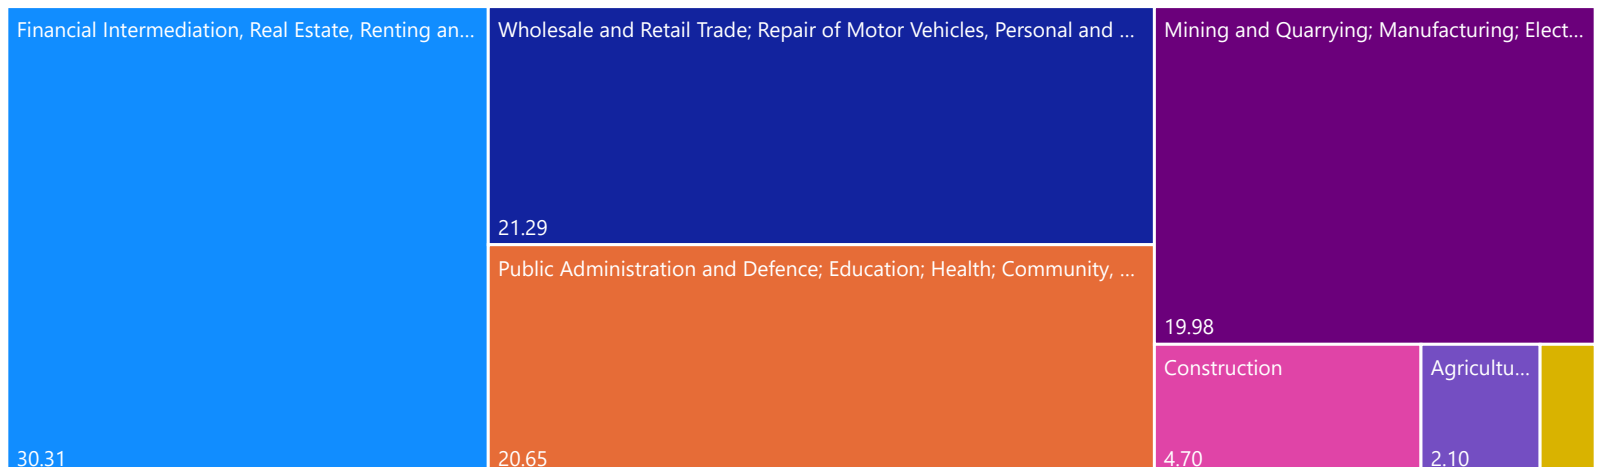 Financial Intermediation, Real Estate, Renting an...
30.31
Wholesale and Retail Trade; Repair of Motor Vehicles, Personal and ...
21.29
Public Administration and Defence; Education; Health; Community, ...
20.65
Mining and Quarrying; Manufacturing; Elect...
19.98
Construction
4.70
Agricultu...
2.10